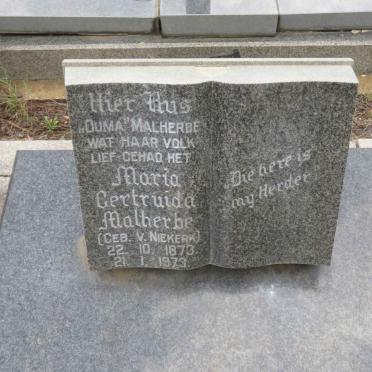 Hier Rus
„Ouma” Malherbe
wat haar volk
lief gehad het
Maria
Gertruida
Malherbe
(Geb. v. Niekerk)
22. 10. 1873
21. 1. 1973.
„Die here is
my Herder”